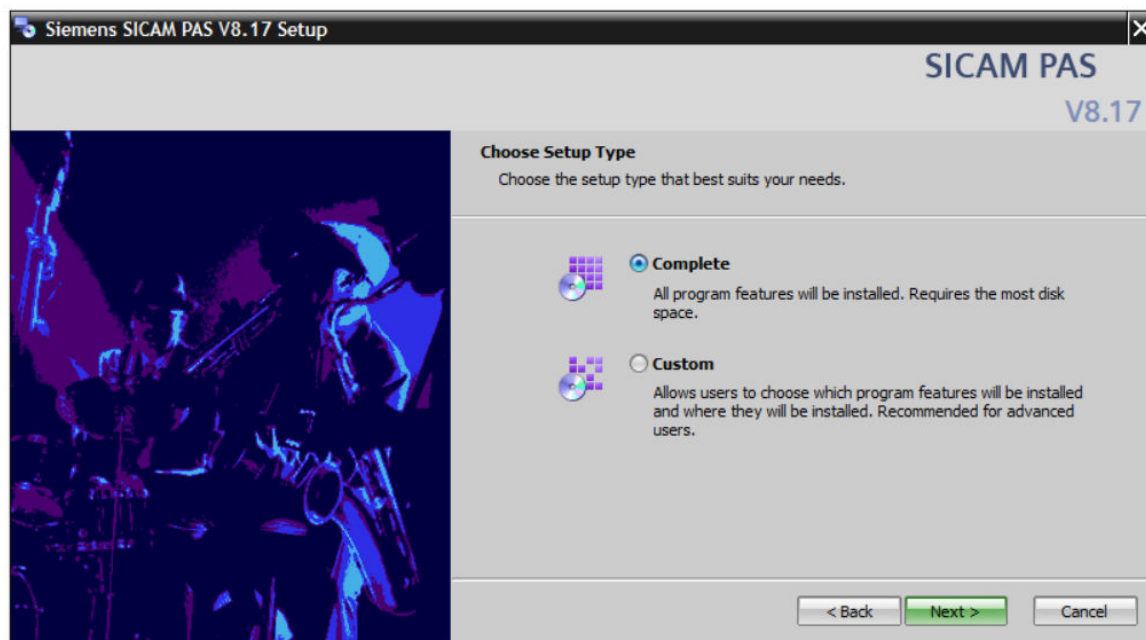 Siemens SICAM PAS V8.17 Setup
SICAM PAS
V8.17
Choose Setup Type
Choose the setup type that best suits your needs.
Complete
All program features will be installed. Requires the most disk
space.
Custom
Allows users to choose which program features will be installed
and where they will be installed. Recommended for advanced
users.
< Back Next > Cancel